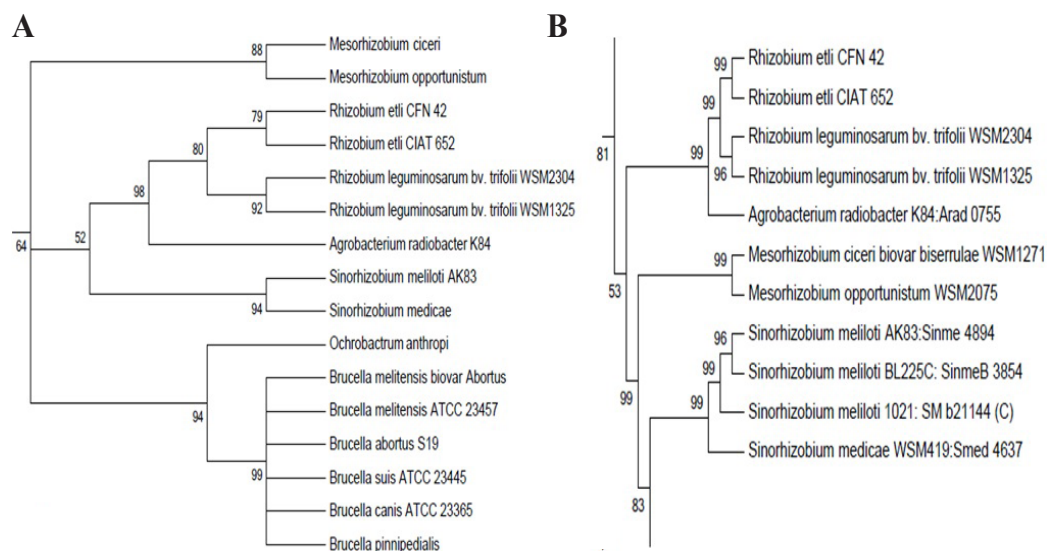 A
88
Mesorhizobium ciceri
Mesorhizobium opportunistum
79
Rhizobium etli CFN 42
80
Rhizobium etli CIAT 652
98
Rhizobium leguminosarum bv. trifolii WSM2304
92
Rhizobium leguminosarum bv. trifolii WSM1325
52
Agrobacterium radiobacter K84
64
Sinorhizobium meliloti AK83
94
Sinorhizobium medicae
Ochrobactrum anthropi
Brucella melitensis biovar Abortus
94
Brucella melitensis ATCC 23457
Brucella abortus S19
99
Brucella suis ATCC 23445
Brucella canis ATCC 23365
Brucella pinnipedialis
B
99
Rhizobium etli CFN 42
99
Rhizobium etli CIAT 652
81
99
Rhizobium leguminosarum bv. trifolii WSM2304
96
Rhizobium leguminosarum bv. trifolii WSM1325
Agrobacterium radiobacter K84:Arad 0755
99
Mesorhizobium ciceri biovar biserrulae WSM1271
53
Mesorhizobium opportunistum WSM2075
96
Sinorhizobium meliloti AK83:Sinme 4894
99
Sinorhizobium meliloti BL225C: SinmeB 3854
99
99
Sinorhizobium meliloti 1021: SM b21144 (C)
Sinorhizobium medicae WSM419:Smed 4637
83